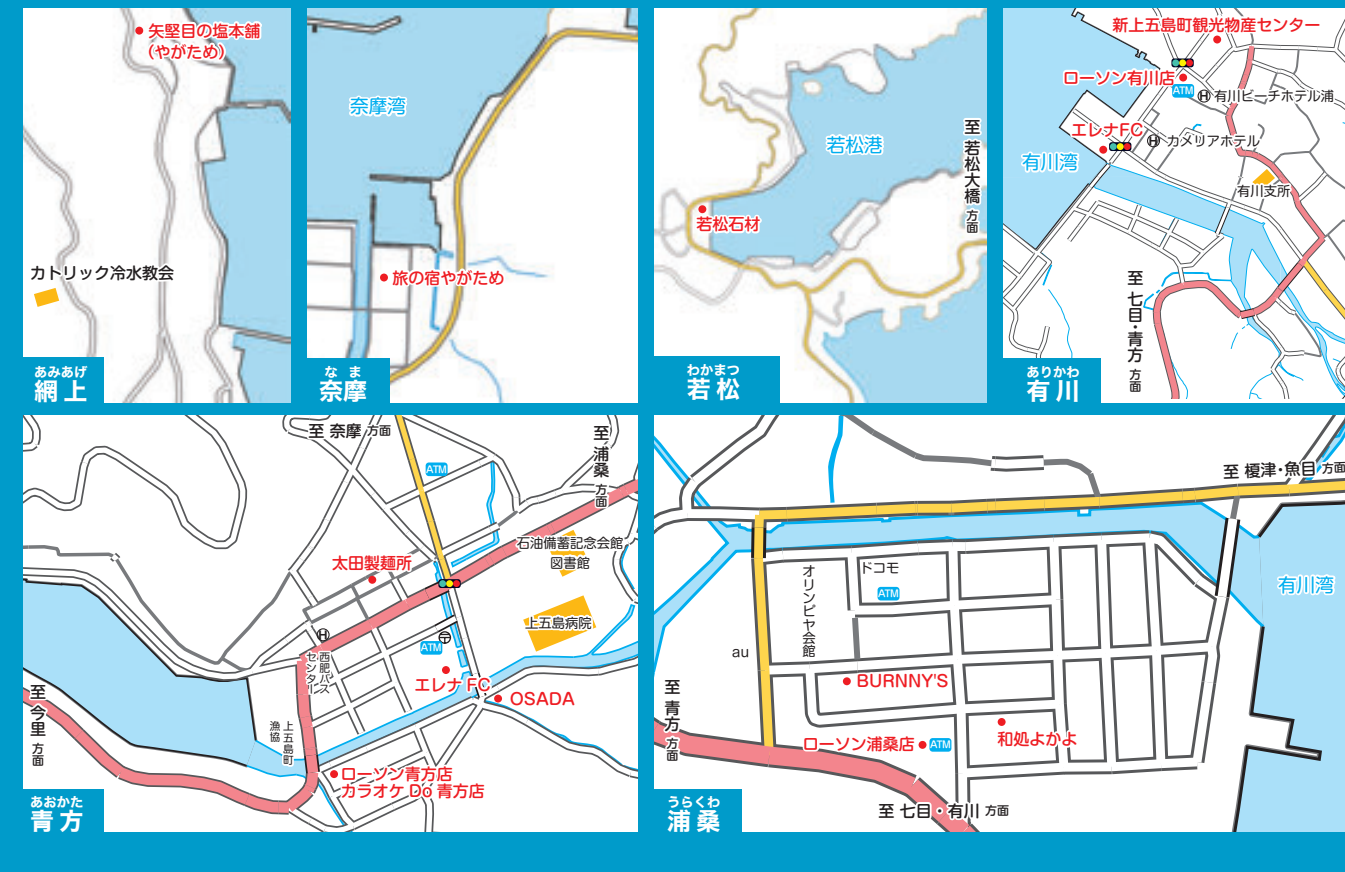 矢堅目の塩本舗
（やがため）
カトリック冷水教会
あみあげ
網上
奈摩湾
旅の宿やがため
なま
奈摩
若松港
至 若松大橋 方面
若松石材
わかまつ
若松
新上五島町観光物産センター
ローソン有川店
ATM
H 有川ビーチホテル浦
エレナFC
H カメリアホテル
有川湾
有川支所
至 七目・青方 方面
ありかわ
有川
至 奈摩 方面
ATM
至 浦桑 方面
石油備蓄記念会館
図書館
太田製麺所
上五島病院
H
西肥バス
センター
〒
ATM
エレナ FC
OSADA
至 今里 方面
上五島町
漁協
ローソン青方店
カラオケ Do 青方店
あおかた
青方
至 榎津・魚目 方面
オリンピヤ会館
ドコモ
ATM
有川湾
au
BURNNY'S
至 青方 方面
ローソン浦桑店 ATM
和処よかよ
至 七目・有川 方面
うらくわ
浦桑